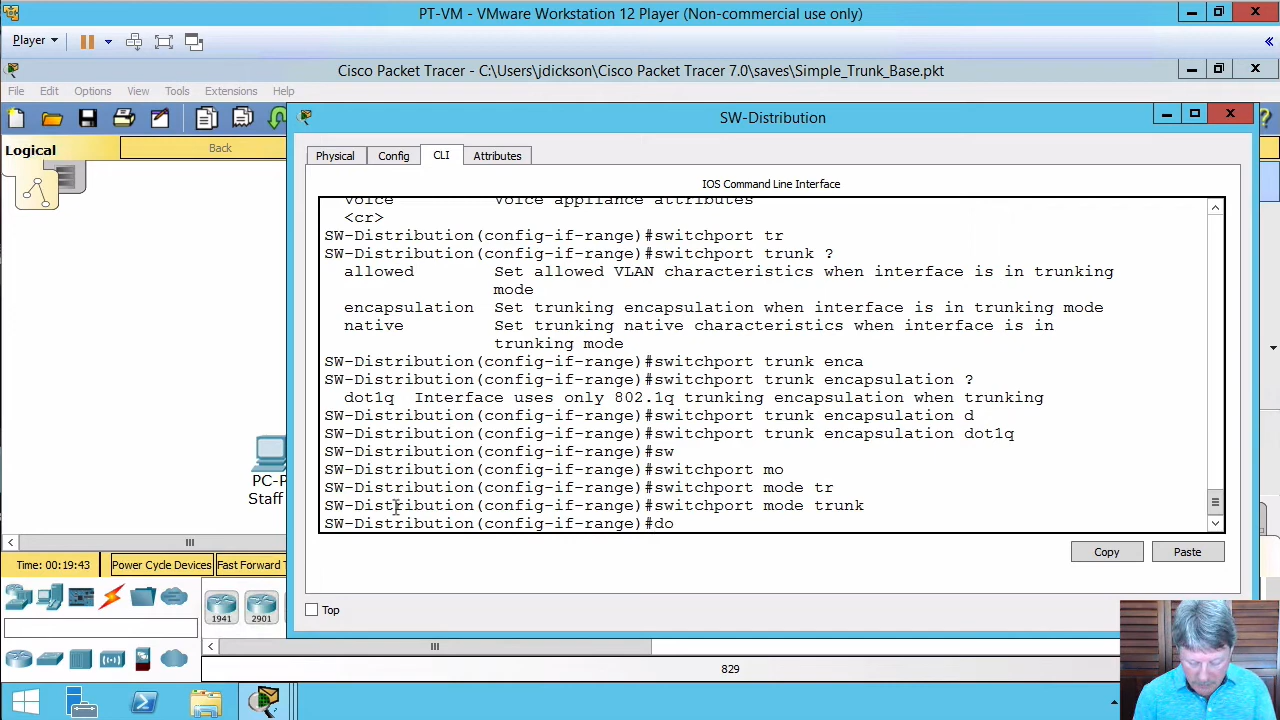 PT-VM - VMware Workstation 12 Player (Non-commercial use only)
Player
Cisco Packet Tracer - C:\Users\jdickson\Cisco Packet Tracer 7.0\saves\Simple_Trunk_Base.pkt
File Edit Options View Tools Extensions Help
SW-Distribution
Logical
Back
Physical Config CLI Attributes
IOS Command Line Interface
voice Voice appliance attributes
<cr>
SW-Distribution(config-if-range)#switchport tr
SW-Distribution(config-if-range)#switchport trunk ?
allowed Set allowed VLAN characteristics when interface is in trunking
mode
encapsulation Set trunking encapsulation when interface is in trunking mode
native Set trunking native characteristics when interface is in
trunking mode
SW-Distribution(config-if-range)#switchport trunk enca
SW-Distribution(config-if-range)#switchport trunk encapsulation ?
dot1q Interface uses only 802.1q trunking encapsulation when trunking
SW-Distribution(config-if-range)#switchport trunk encapsulation d
SW-Distribution(config-if-range)#switchport trunk encapsulation dot1q
SW-Distribution(config-if-range)#sw
SW-Distribution(config-if-range)#switchport mo
SW-Distribution(config-if-range)#switchport mode tr
SW-Distribution(config-if-range)#switchport mode trunk
SW-Distribution(config-if-range)#do
PC-P
Staff
Copy
Paste
Time: 00:19:43
Power Cycle Devices
Fast Forward T
Top
1941
2901
829